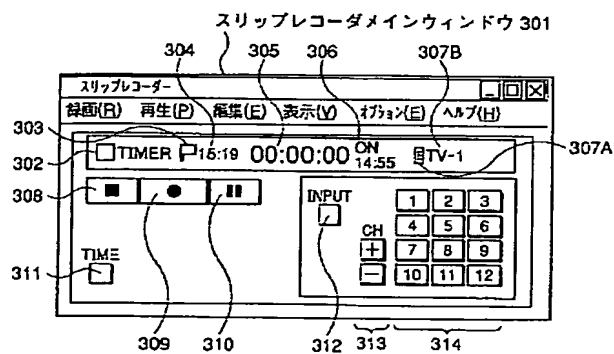 スリップレコーダメインウィンドウ 301
304 305 306 307B
スリップレコーダー
録画(R) 再生(P) 編集(E) 表示(V) オプション(E) ヘルプ(H)
303
302 TIMER 15:19 00:00:00 ON 14:55 TV-1 307A
308
INPUT 1 2 3
CH 4 5 6
+ 7 8 9
- 10 11 12
TIME
311
309 310 312 313 314